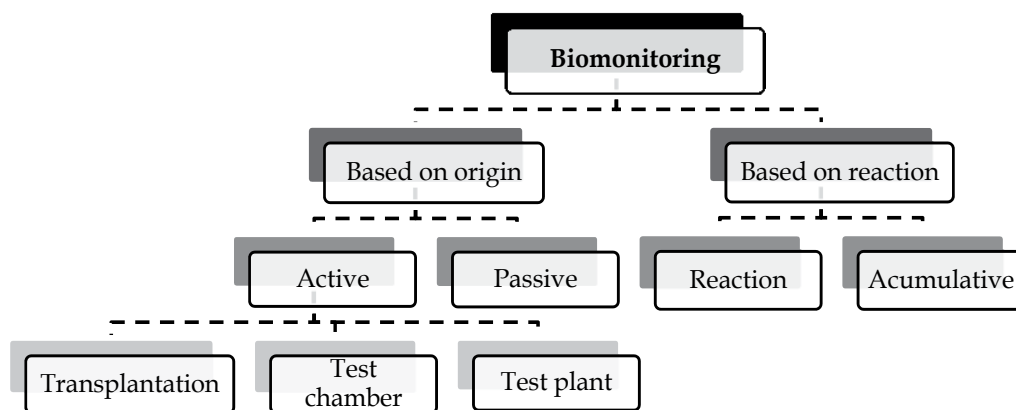 Biomonitoring
Based on origin
Based on reaction
Active
Passive
Reaction
Acumulative
Transplantation
Test
chamber
Test plant